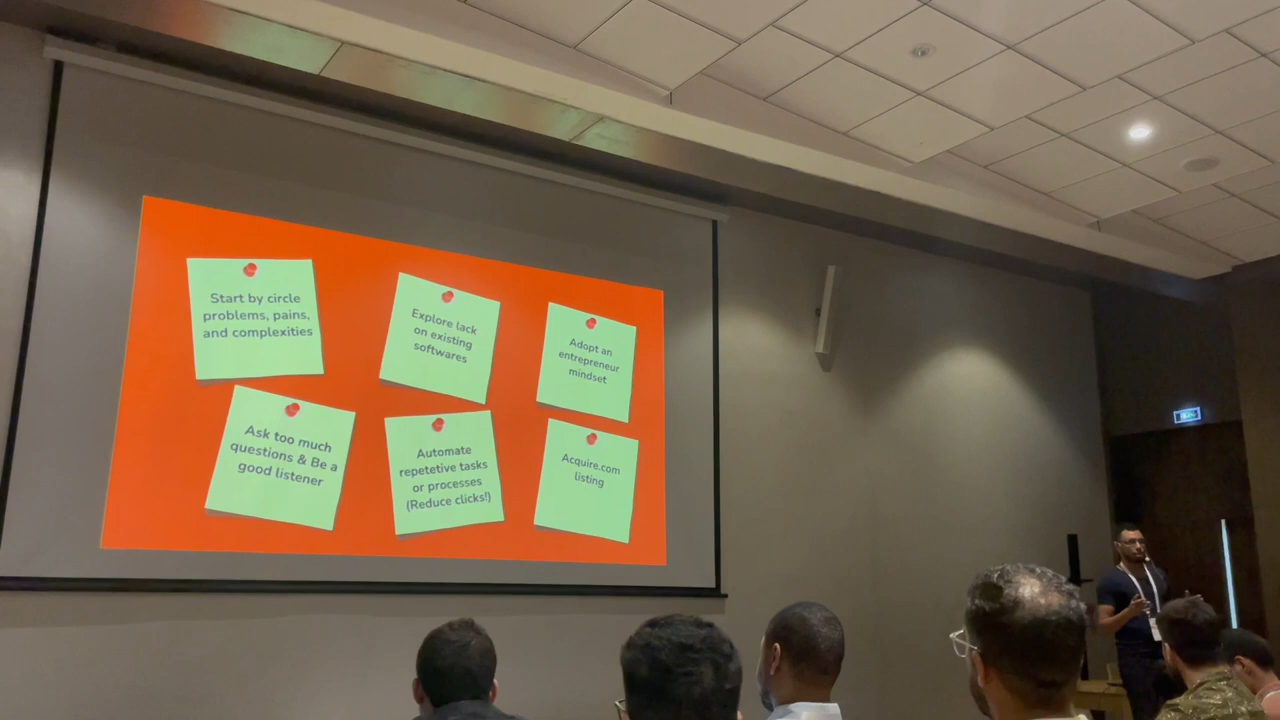 Start by circle
problems, pains,
and complexities
Explore lack
on existing
softwares
Adopt an
entrepreneur
mindset
Ask too much
questions & Be a
good listener
Automate
repetetive tasks
or processes
(Reduce clicks!)
Acquire.com
listing